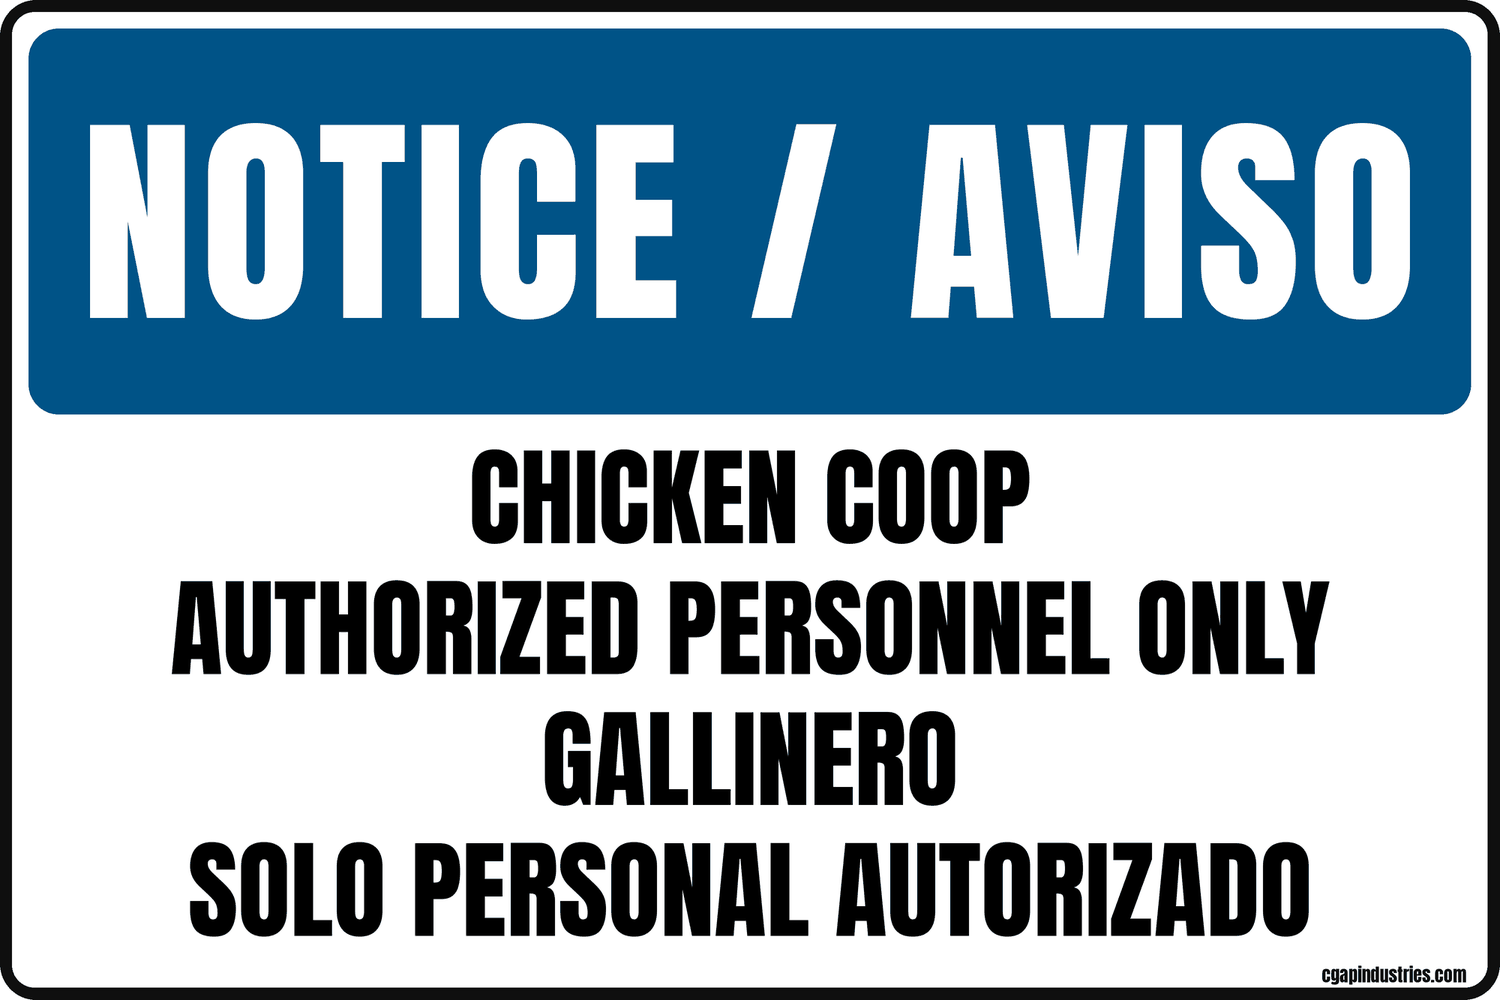 NOTICE / AVISO
CHICKEN COOP
AUTHORIZED PERSONNEL ONLY
GALLINERO
SOLO PERSONAL AUTORIZADO
cgapindustries.com